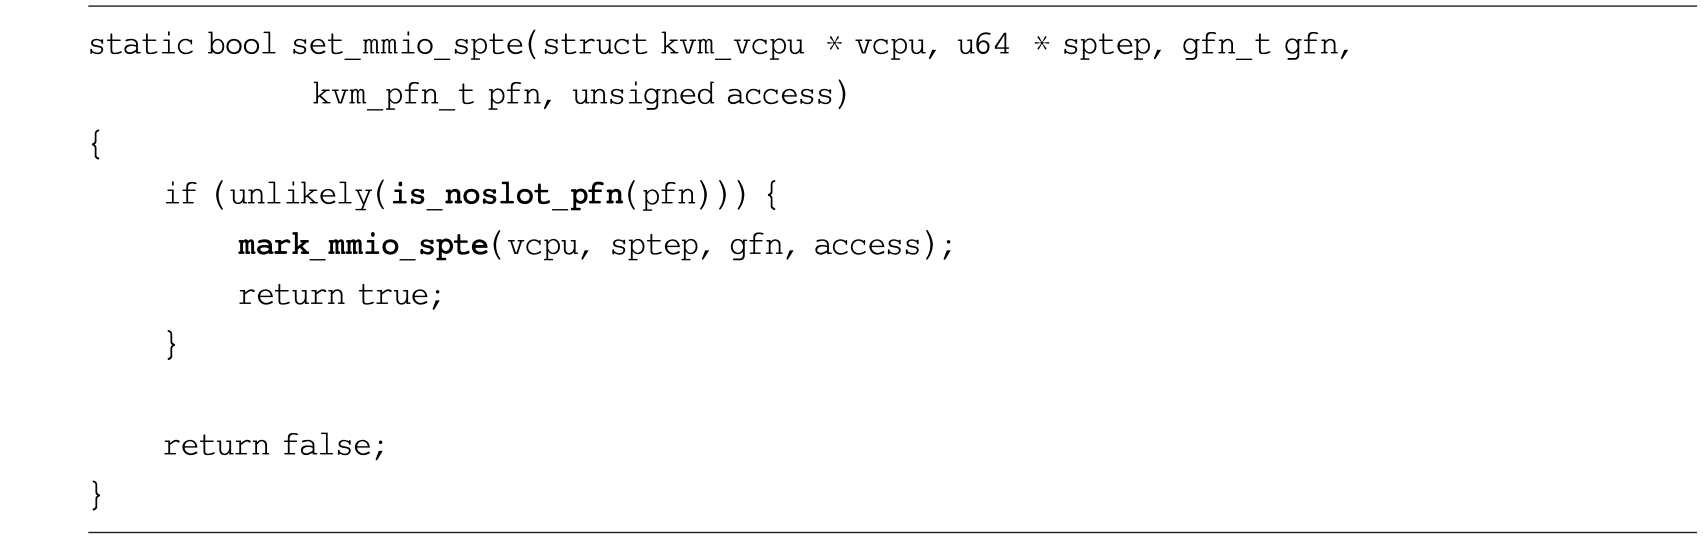 static bool set_mmio_spte(struct kvm_vcpu * vcpu, u64 * sptep, gfn_t gfn,
kvm_pfn_t pfn, unsigned access)
{
if (unlikely(is_noslot_pfn(pfn))) {
mark_mmio_spte(vcpu, sptep, gfn, access);
return true;
}
return false;
}